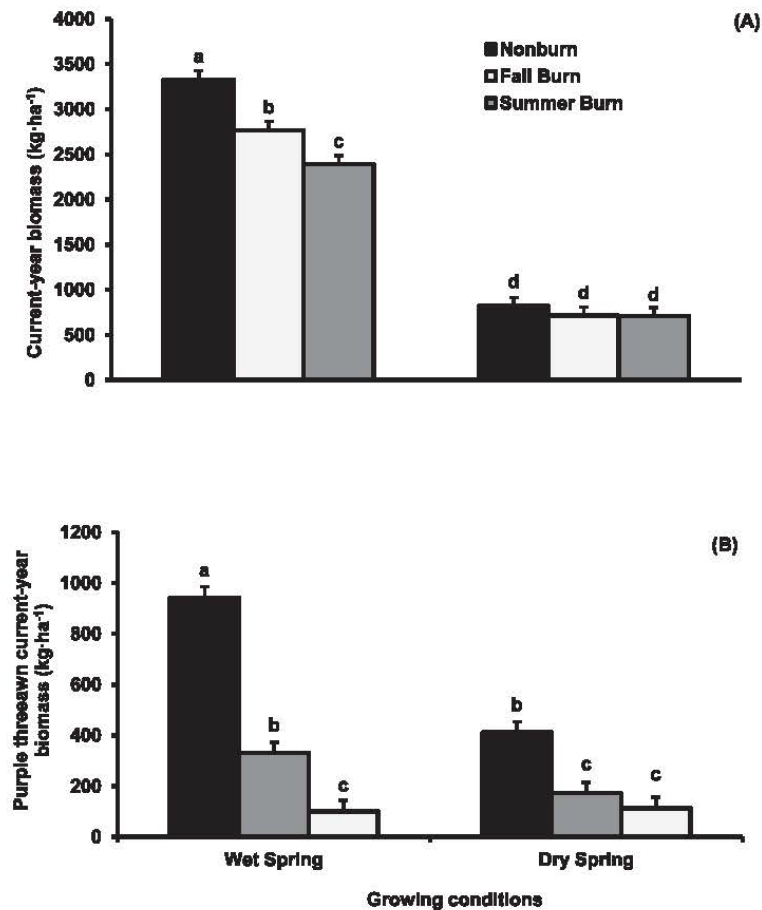 (A)
Nonburn
Fall Burn
Summer Burn
Current-year biomass (kg·ha⁻¹)
4000
3500
3000
2500
2000
1500
1000
500
0
a
b
c
d
d
d
(B)
Purple threeawn current-year
biomass (kg·ha⁻¹)
1200
1000
800
600
400
200
0
a
b
c
b
c
c
Wet Spring
Dry Spring
Growing conditions